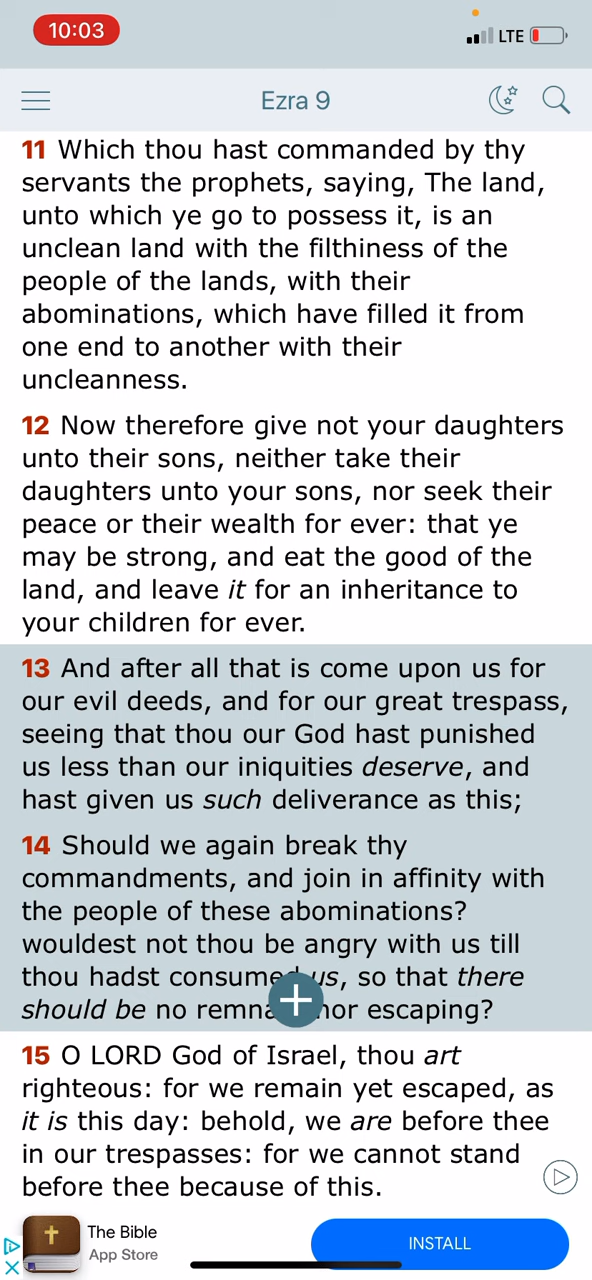 10:03
LTE
Ezra 9
11 Which thou hast commanded by thy
servants the prophets, saying, The land,
unto which ye go to possess it, is an
unclean land with the filthiness of the
people of the lands, with their
abominations, which have filled it from
one end to another with their
uncleanness.
12 Now therefore give not your daughters
unto their sons, neither take their
daughters unto your sons, nor seek their
peace or their wealth for ever: that ye
may be strong, and eat the good of the
land, and leave it for an inheritance to
your children for ever.
13 And after all that is come upon us for
our evil deeds, and for our great trespass,
seeing that thou our God hast punished
us less than our iniquities deserve, and
hast given us such deliverance as this;
14 Should we again break thy
commandments, and join in affinity with
the people of these abominations?
wouldest not thou be angry with us till
thou hadst consumed us, so that there
should be no remnant nor escaping?
15 O LORD God of Israel, thou art
righteous: for we remain yet escaped, as
it is this day: behold, we are before thee
in our trespasses: for we cannot stand
before thee because of this.
The Bible
App Store
INSTALL